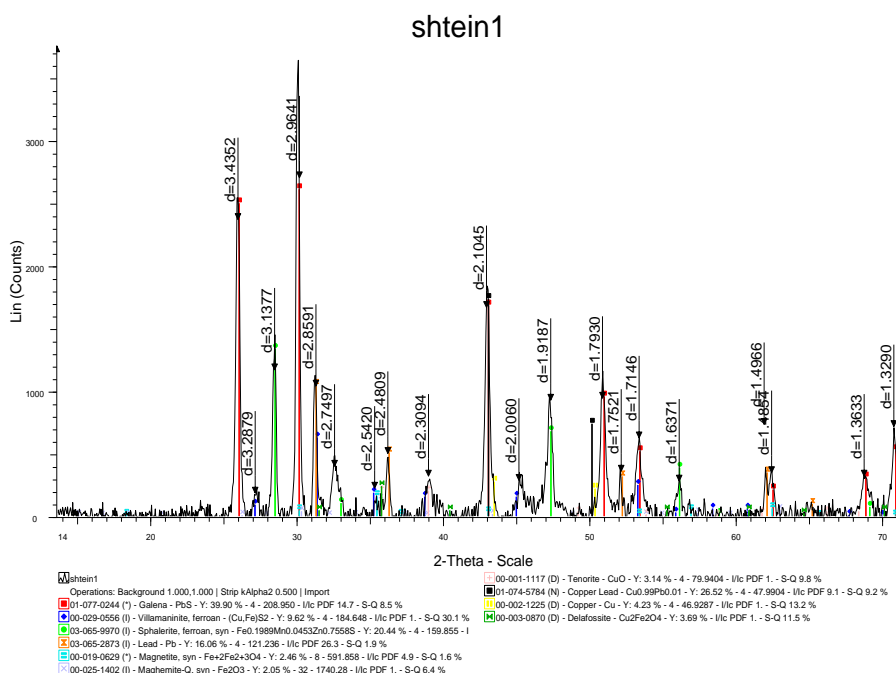 shtein1
Lin (Counts)
3000
2000
1000
0
d=3.4352
d=3.2879
d=3.1377
d=2.9641
d=2.8591
d=2.7497
d=2.5420
d=2.4809
d=2.3094
d=2.1045
d=2.0060
d=1.9187
d=1.7930
d=1.7521
d=1.7146
d=1.6371
d=1.4966
d=1.4854
d=1.3633
d=1.3290
14 20 30 40 50 60 70
2-Theta - Scale
shtein1
Operations: Background 1.000,1.000 | Strip kAlpha2 0.500 | Import
01-077-0244 (*) - Galena - PbS - Y: 39.90 % - 4 - 208.950 - I/Ic PDF 14.7 - S-Q 8.5 %
00-029-0556 (I) - Villamaninite, ferroan - (Cu,Fe)S2 - Y: 9.62 % - 4 - 184.648 - I/Ic PDF 1. - S-Q 30.1 %
03-065-9970 (I) - Sphalerite, ferroan, syn - Fe0.1989Mn0.0453Zn0.7558S - Y: 20.44 % - 4 - 159.855 - I
03-065-2873 (I) - Lead - Pb - Y: 16.06 % - 4 - 121.236 - I/Ic PDF 26.3 - S-Q 1.9 %
00-019-0629 (*) - Magnetite, syn - Fe+2Fe2+3O4 - Y: 2.46 % - 8 - 591.858 - I/Ic PDF 4.9 - S-Q 1.6 %
00-025-1402 (I) - Maghemite-Q, syn - Fe2O3 - Y: 2.05 % - 32 - 1740.28 - I/Ic PDF 1. - S-Q 6.4 %
00-001-1117 (D) - Tenorite - CuO - Y: 3.14 % - 4 - 79.9404 - I/Ic PDF 1. - S-Q 9.8 %
01-074-5784 (N) - Copper Lead - Cu0.99Pb0.01 - Y: 26.52 % - 4 - 47.9904 - I/Ic PDF 9.1 - S-Q 9.2 %
00-002-1225 (D) - Copper - Cu - Y: 4.23 % - 4 - 46.9287 - I/Ic PDF 1. - S-Q 13.2 %
00-003-0870 (D) - Delafossite - Cu2Fe2O4 - Y: 3.69 % - 4 - I/Ic PDF 1. - S-Q 11.5 %